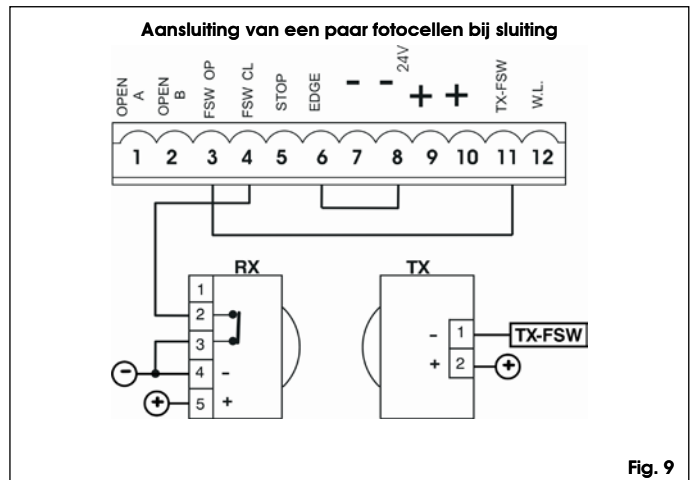 Aansluiting van een paar fotocellen bij sluiting
OPEN A
OPEN B
FSW OP
FSW CL
STOP
EDGE
-
-
24V
+
+
TX-FSW
W.L.
1 2 3 4 5 6 7 8 9 10 11 12
RX
1
2
3
4 -
5 +
-
+
TX
- 1
+ 2
TX-FSW
+
Fig. 9